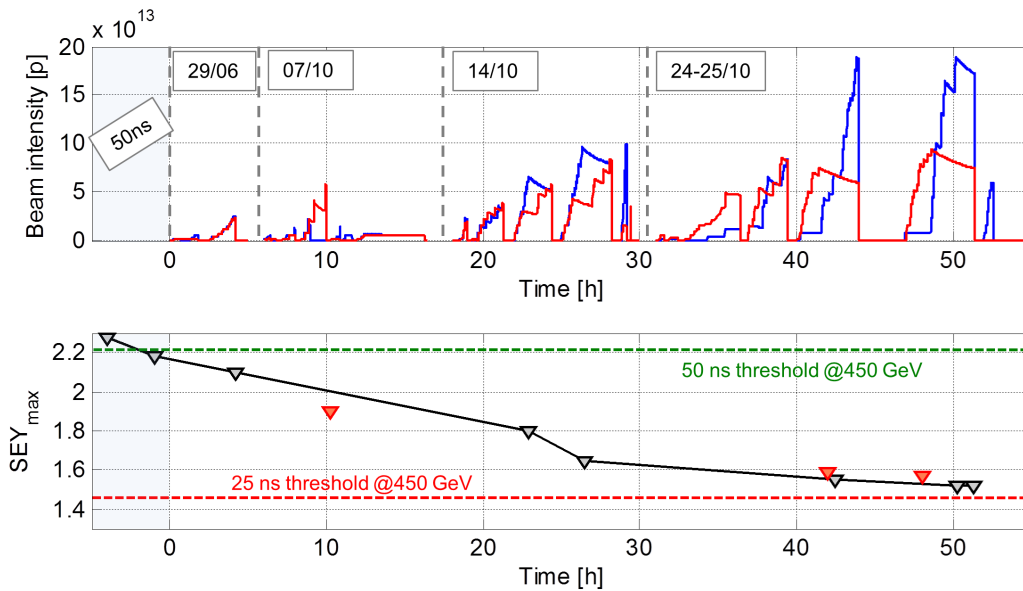 x 10^13
Beam intensity [p]
20
15
10
5
0
50ns
29/06
07/10
14/10
24-25/10
0 10 20 30 40 50
Time [h]
SEYmax
2.2
2
1.8
1.6
1.4
50 ns threshold @450 GeV
25 ns threshold @450 GeV
0 10 20 30 40 50
Time [h]